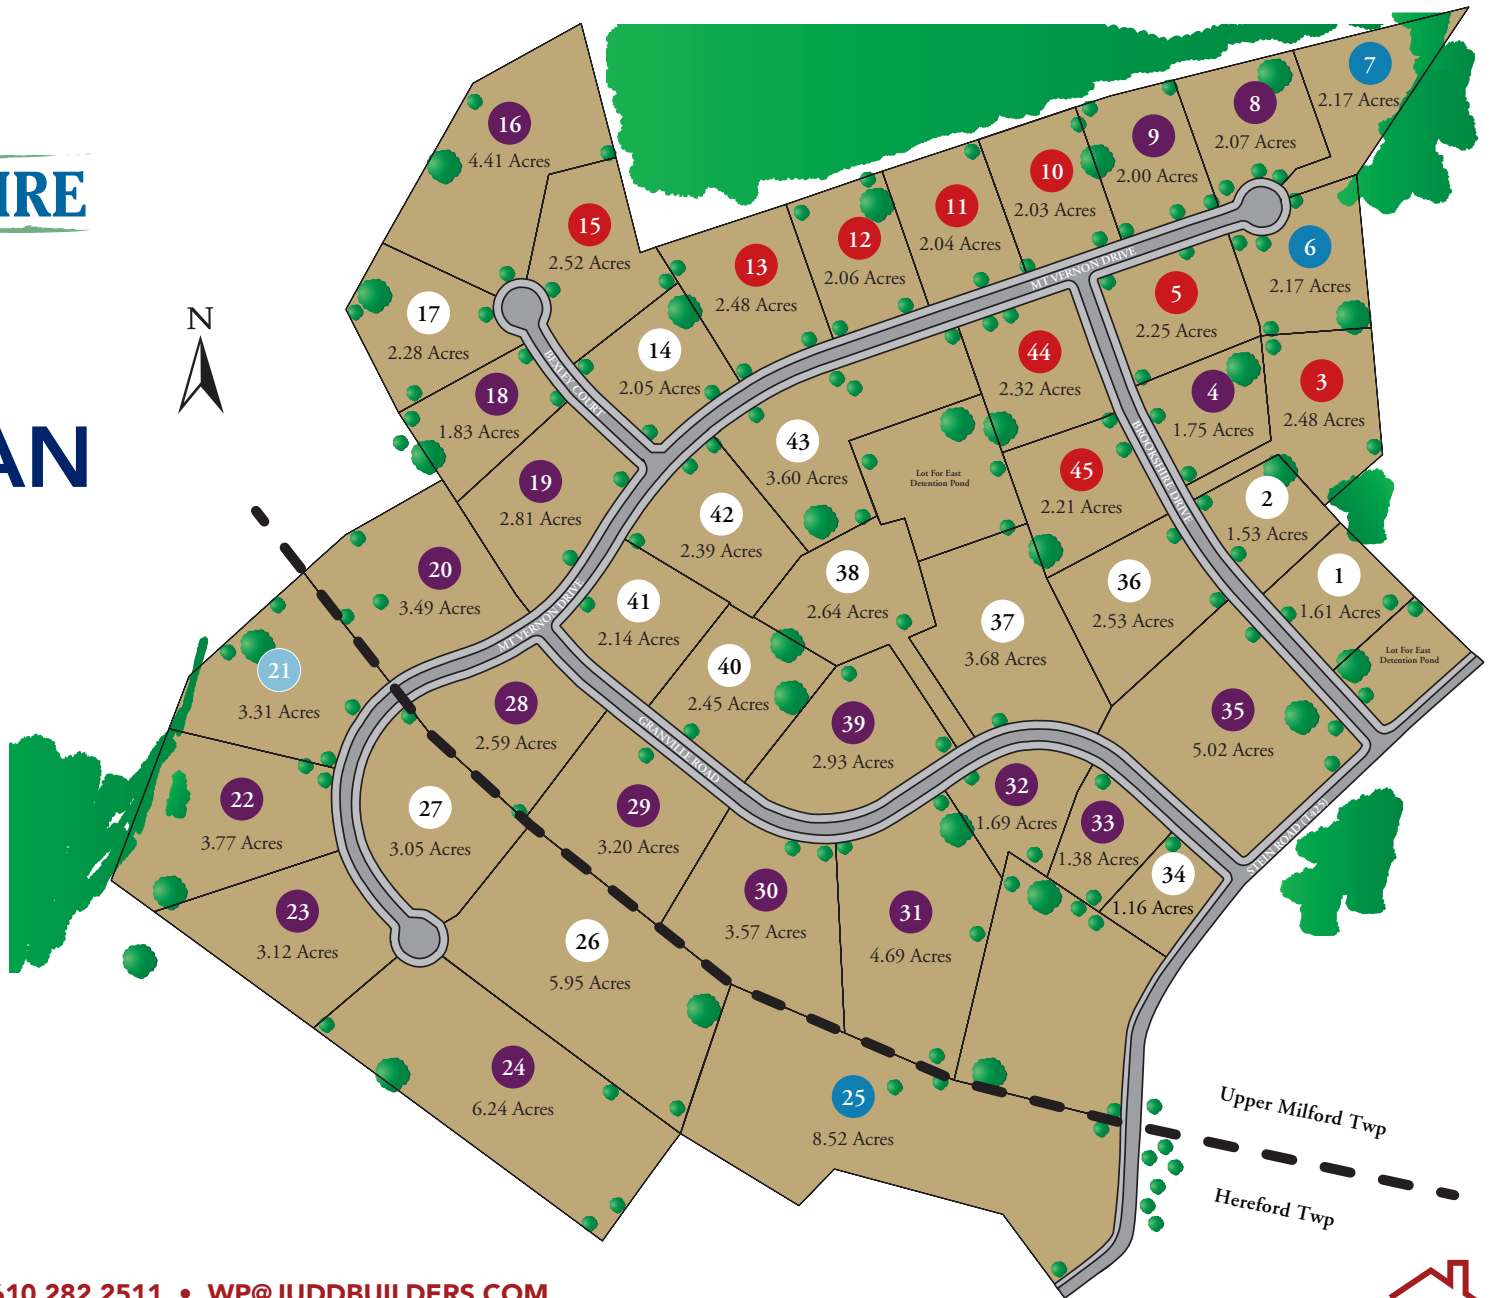 IRE
AN
N
16
4.41 Acres
15
2.52 Acres
17
2.28 Acres
18
1.83 Acres
14
2.05 Acres
13
2.48 Acres
12
2.06 Acres
11
2.04 Acres
10
2.03 Acres
9
2.00 Acres
8
2.07 Acres
7
2.17 Acres
6
2.17 Acres
5
2.25 Acres
4
1.75 Acres
3
2.48 Acres
2
1.53 Acres
1
1.61 Acres
Lot For East
Detention Pond
44
2.32 Acres
45
2.21 Acres
43
3.60 Acres
Lot For East
Detention Pond
42
2.39 Acres
38
2.64 Acres
37
3.68 Acres
36
2.53 Acres
35
5.02 Acres
19
2.81 Acres
20
3.49 Acres
41
2.14 Acres
40
2.45 Acres
39
2.93 Acres
21
3.31 Acres
28
2.59 Acres
22
3.77 Acres
27
3.05 Acres
29
3.20 Acres
32
1.69 Acres
33
1.38 Acres
34
1.16 Acres
23
3.12 Acres
26
5.95 Acres
30
3.57 Acres
31
4.69 Acres
24
6.24 Acres
25
8.52 Acres
MT VERNON DRIVE
BEXLEY COURT
BROOKSHIRE DRIVE
MT VERNON DRIVE
GRANVILLE ROAD
STEIN ROAD (T425)
Upper Milford Twp
Hereford Twp
610.282.2511 • WP@JUDDBUILDERS.COM